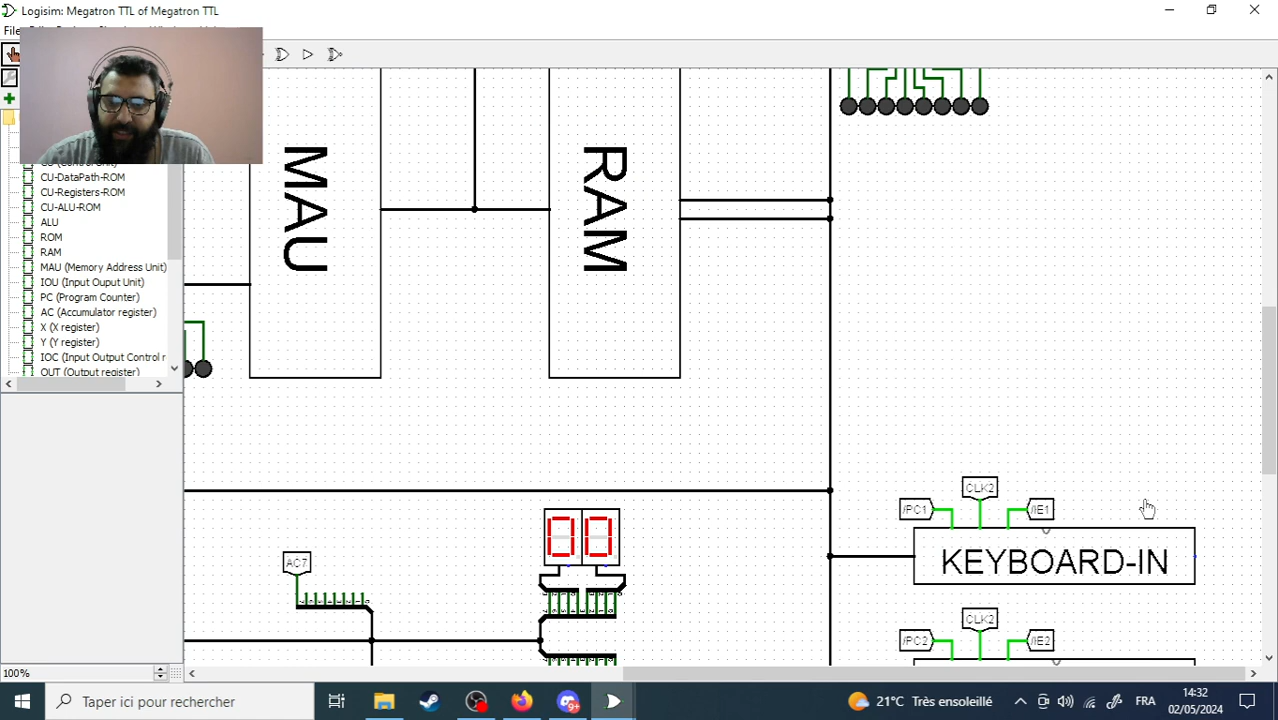 Logisim: Megatron TTL of Megatron TTL
CU-DataPath-ROM
CU-Registers-ROM
CU-ALU-ROM
ALU
ROM
RAM
MAU (Memory Address Unit)
IOU (Input Ouput Unit)
PC (Program Counter)
AC (Accumulator register)
X (X register)
Y (Y register)
IOC (Input Output Control r
OUT (Output register)
MAU
RAM
CLK2
/PC1
/IE1
KEYBOARD-IN
CLK2
/PC2
/IE2
AC7
00
100%
Taper ici pour rechercher
21°C Très ensoleillé
FRA
14:32
02/05/2024